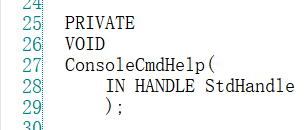 24
25 PRIVATE
26 VOID
27 ConsoleCmdHelp(
28     IN HANDLE StdHandle
29     );
30